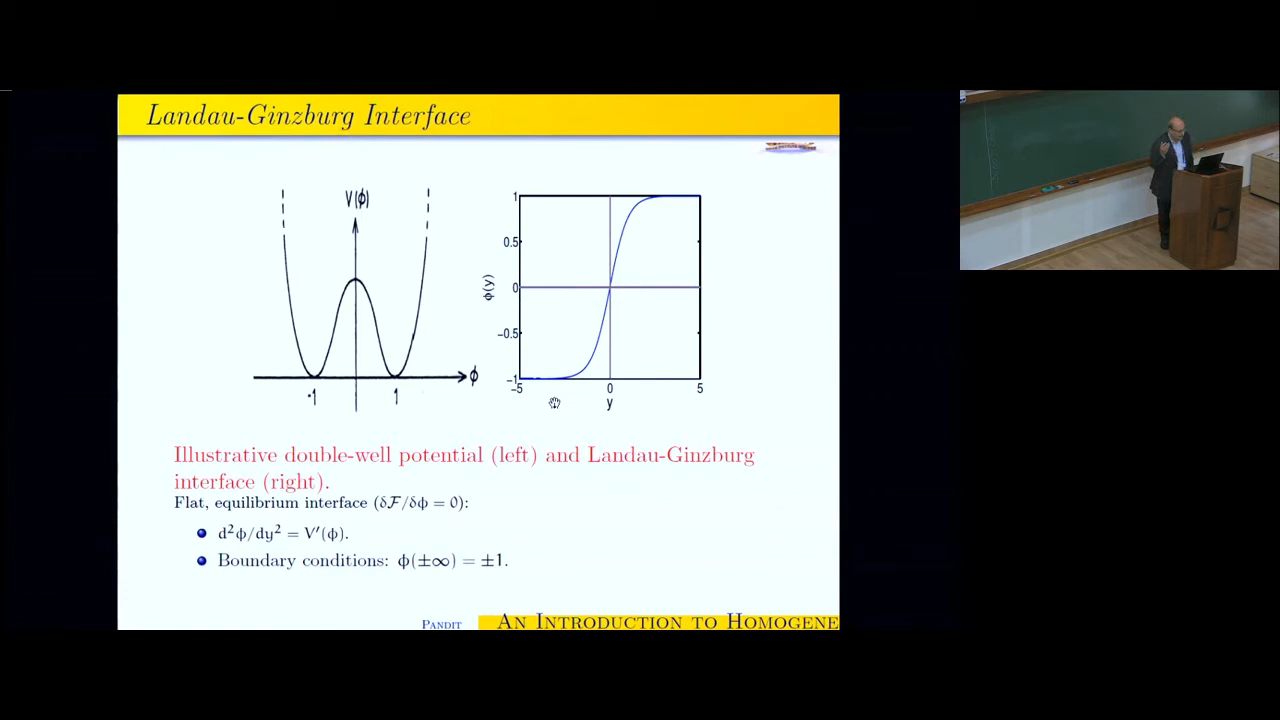 Landau-Ginzburg Interface
V(ϕ)
ϕ
-1
1
1
0.5
0
−0.5
−1
ϕ(y)
−5
0
5
y
Illustrative double-well potential (left) and Landau-Ginzburg
interface (right).
Flat, equilibrium interface (δℱ/δϕ = 0):
d²ϕ/dy² = V′(ϕ).
Boundary conditions: ϕ(±∞) = ±1.
Pandit
An Introduction to Homogene